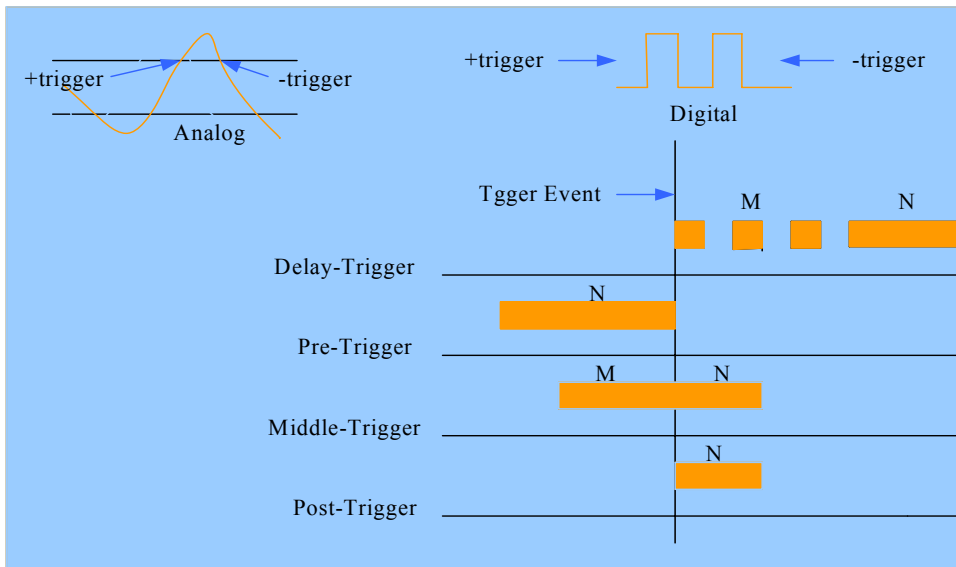 +trigger
-trigger
Analog
+trigger
-trigger
Digital
Tgger Event
M
N
Delay-Trigger
N
Pre-Trigger
M
N
Middle-Trigger
N
Post-Trigger